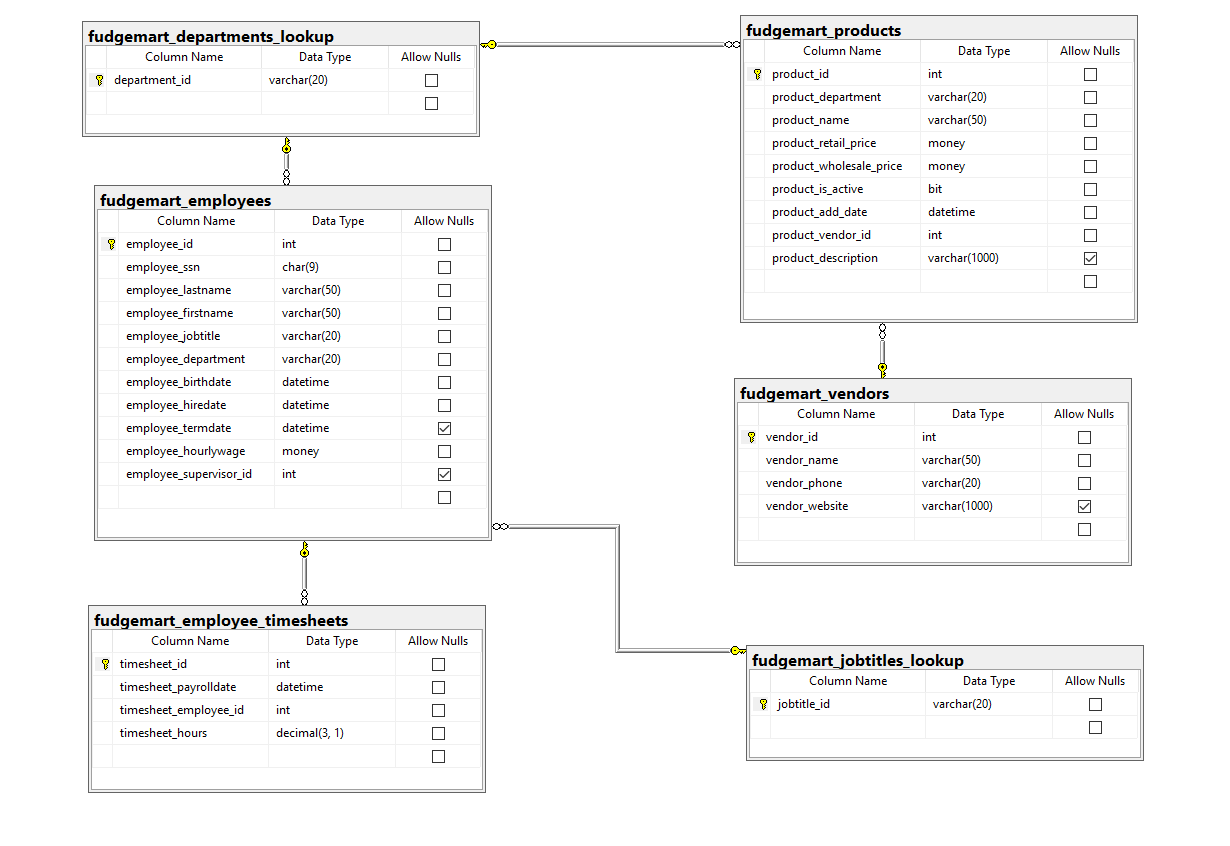 fudgemart_departments_lookup
Column Name Data Type Allow Nulls
department_id varchar(20)
fudgemart_products
Column Name Data Type Allow Nulls
product_id int
product_department varchar(20)
product_name varchar(50)
product_retail_price money
product_wholesale_price money
product_is_active bit
product_add_date datetime
product_vendor_id int
product_description varchar(1000)
fudgemart_employees
Column Name Data Type Allow Nulls
employee_id int
employee_ssn char(9)
employee_lastname varchar(50)
employee_firstname varchar(50)
employee_jobtitle varchar(20)
employee_department varchar(20)
employee_birthdate datetime
employee_hiredate datetime
employee_termdate datetime
employee_hourlywage money
employee_supervisor_id int
fudgemart_vendors
Column Name Data Type Allow Nulls
vendor_id int
vendor_name varchar(50)
vendor_phone varchar(20)
vendor_website varchar(1000)
fudgemart_employee_timesheets
Column Name Data Type Allow Nulls
timesheet_id int
timesheet_payrolldate datetime
timesheet_employee_id int
timesheet_hours decimal(3, 1)
fudgemart_jobtitles_lookup
Column Name Data Type Allow Nulls
jobtitle_id varchar(20)